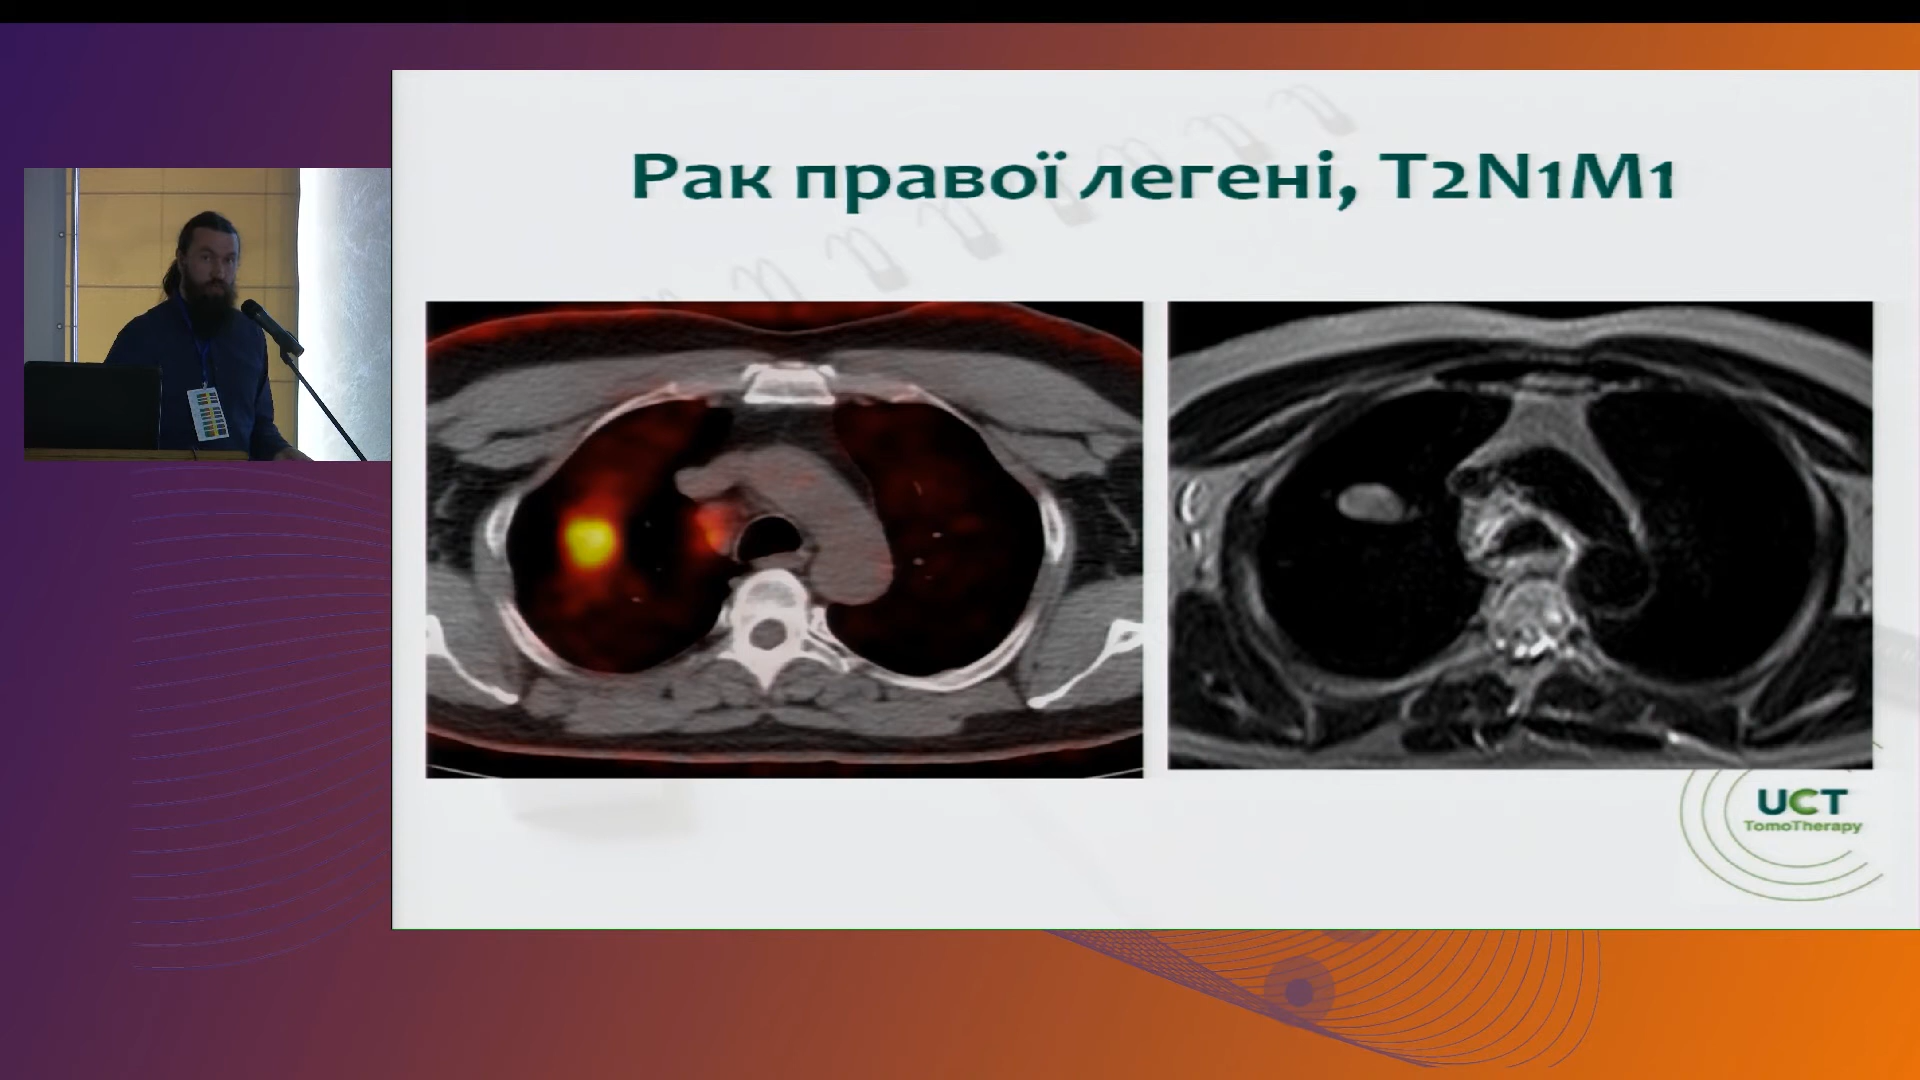 Рак правої легені, T2N1M1
UCT
TomoTherapy